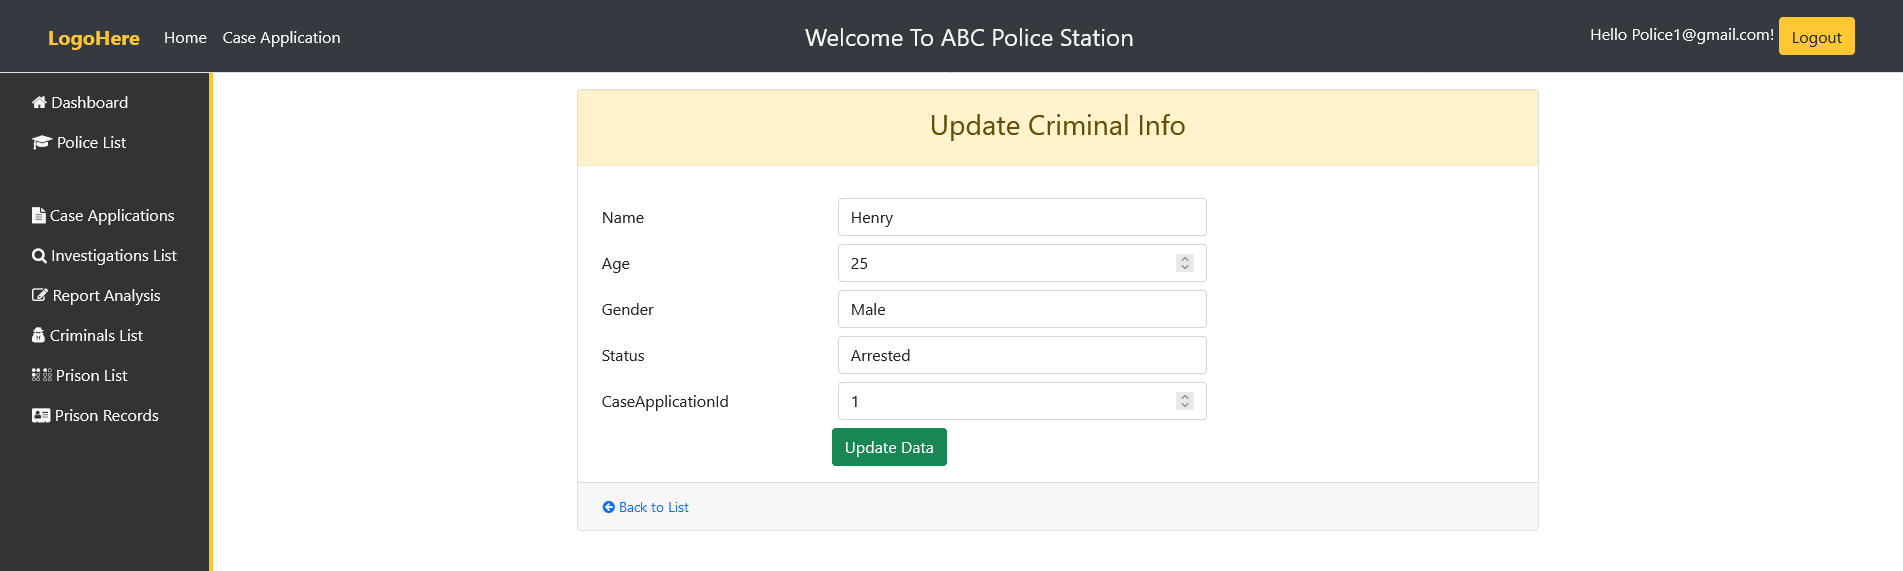 LogoHere Home Case Application Welcome To ABC Police Station Hello Police1@gmail.com! Logout
Dashboard
Police List
Case Applications
Investigations List
Report Analysis
Criminals List
Prison List
Prison Records
Update Criminal Info
Name Henry
Age 25
Gender Male
Status Arrested
CaseApplicationId 1
Update Data
Back to List